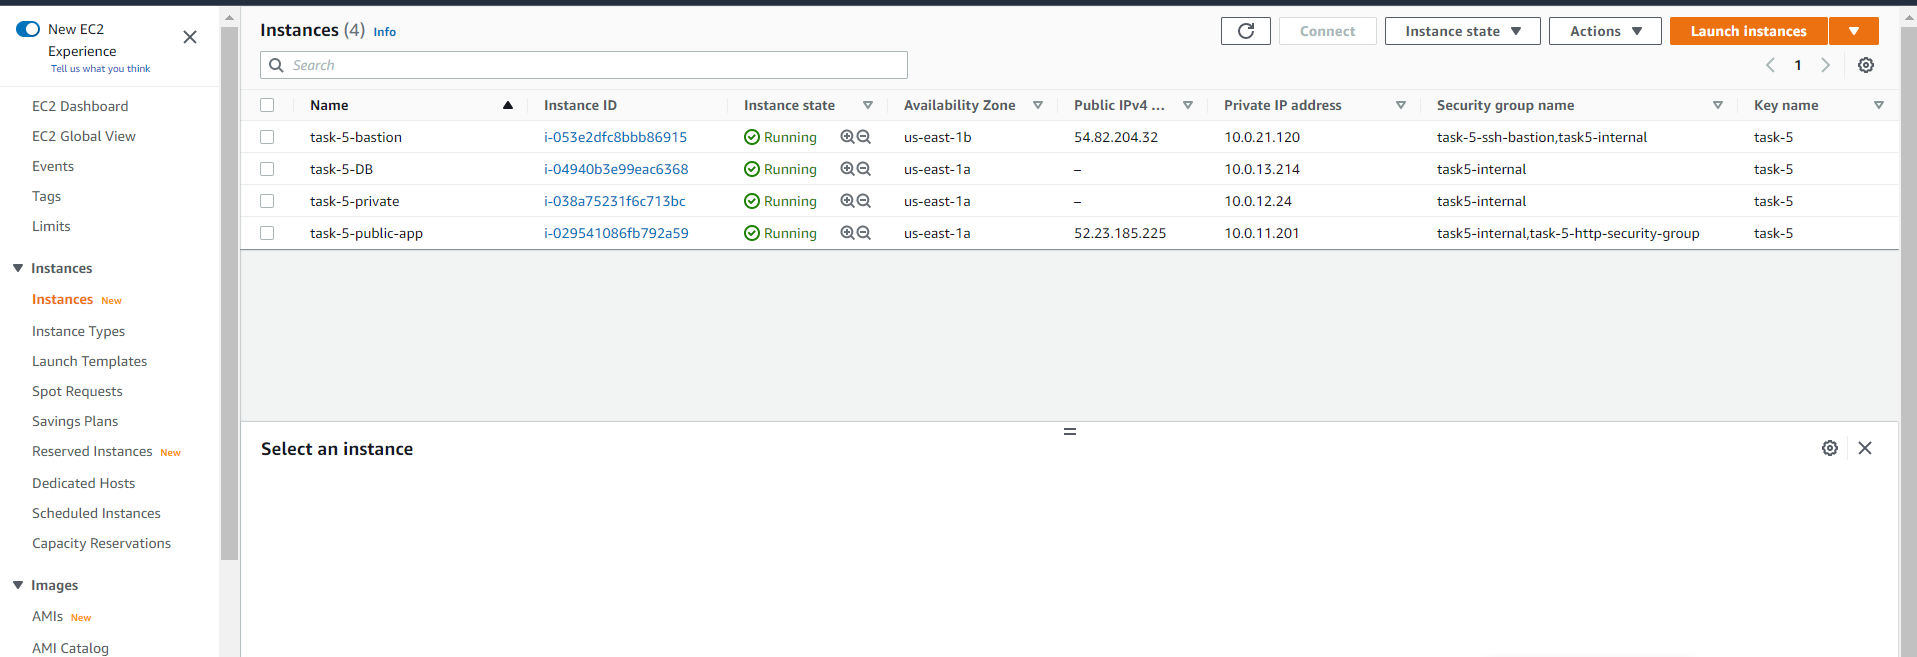 New EC2
Experience
Tell us what you think
EC2 Dashboard
EC2 Global View
Events
Tags
Limits
Instances
Instances New
Instance Types
Launch Templates
Spot Requests
Savings Plans
Reserved Instances New
Dedicated Hosts
Scheduled Instances
Capacity Reservations
Images
AMIs New
AMI Catalog
Instances (4) Info
Connect
Instance state
Actions
Launch instances
Search
1
Name Instance ID Instance state Availability Zone Public IPv4 ... Private IP address Security group name Key name
task-5-bastion i-053e2dfc8bbb86915 Running us-east-1b 54.82.204.32 10.0.21.120 task-5-ssh-bastion,task5-internal task-5
task-5-DB i-04940b3e99eac6368 Running us-east-1a – 10.0.13.214 task5-internal task-5
task-5-private i-038a75231f6c713bc Running us-east-1a – 10.0.12.24 task5-internal task-5
task-5-public-app i-029541086fb792a59 Running us-east-1a 52.23.185.225 10.0.11.201 task5-internal,task-5-http-security-group task-5
Select an instance